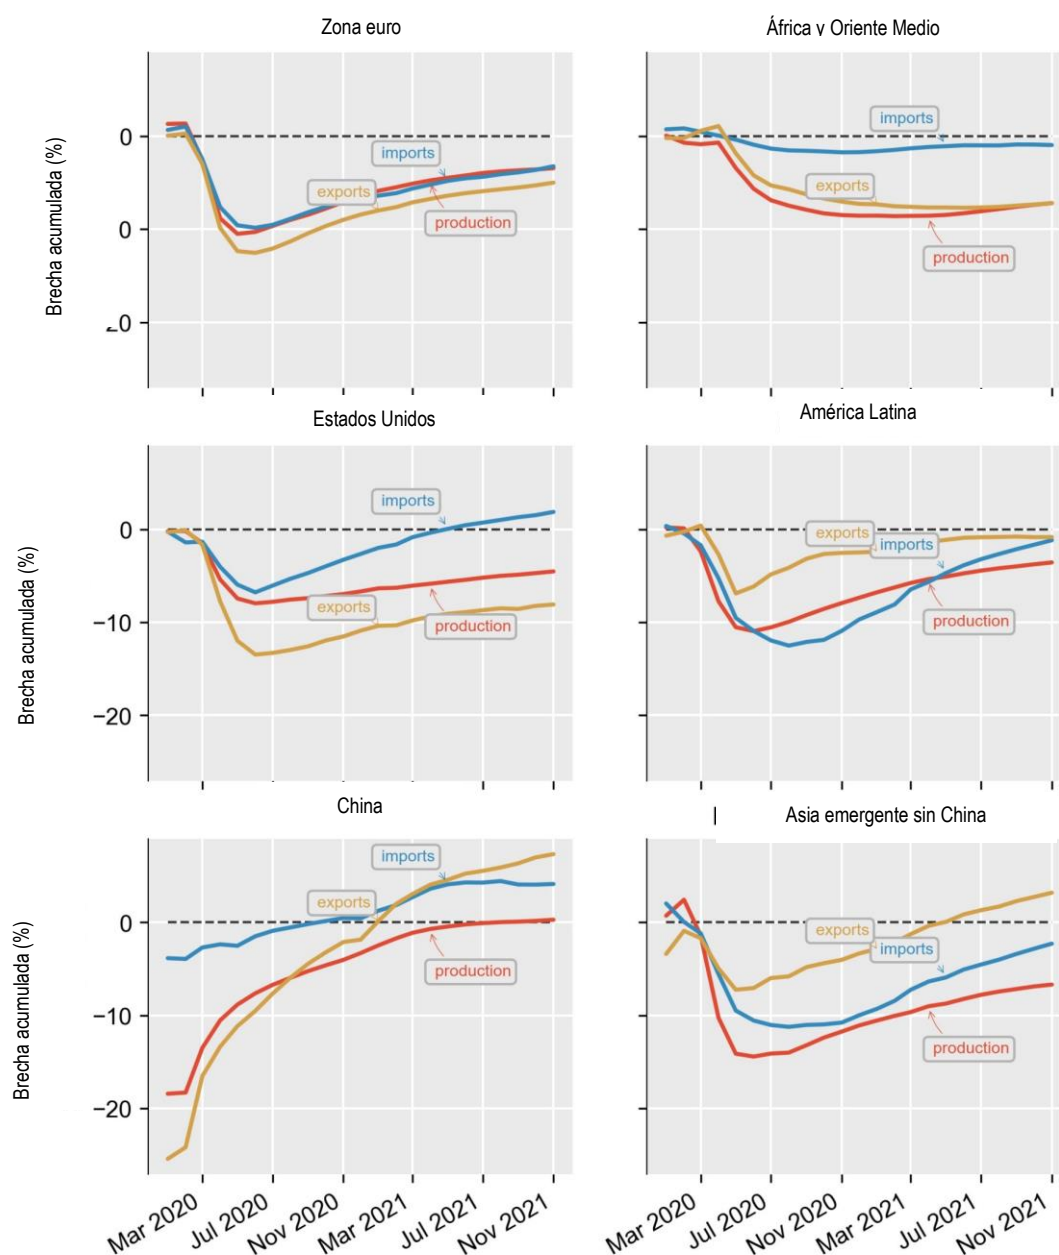 Zona euro
África y Oriente Medio
Brecha acumulada (%)
0
0
0
imports
exports
production
imports
exports
production
Estados Unidos
América Latina
Brecha acumulada (%)
0
−10
−20
imports
exports
production
exports
imports
production
China
Asia emergente sin China
Brecha acumulada (%)
0
−10
−20
imports
exports
production
exports
imports
production
Mar 2020
Jul 2020
Nov 2020
Mar 2021
Jul 2021
Nov 2021
Mar 2020
Jul 2020
Nov 2020
Mar 2021
Jul 2021
Nov 2021